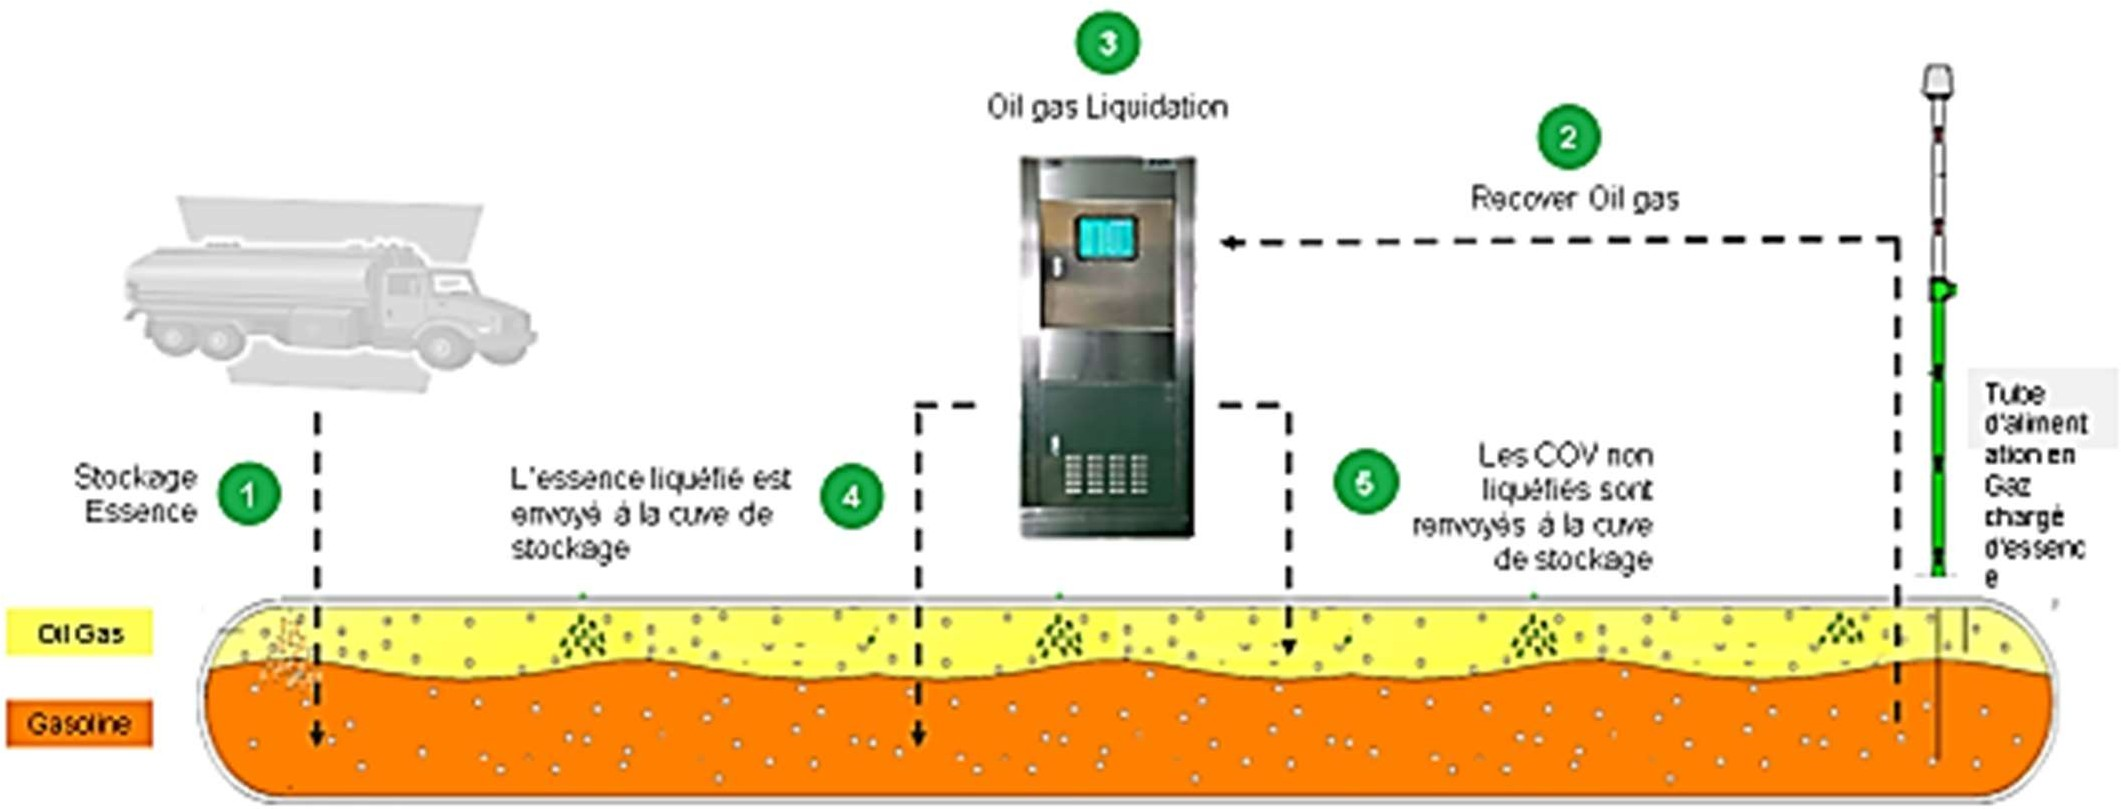 3
Oil gas Liquidation
2
Recover Oil gas
Stockage
Essence
1
L'essence liquéfié est
envoyé à la cuve de
stockage
4
5
Les COV non
liquéfiés sont
renvoyés à la cuve
de stockage
Tube
d'aliment
ation en
Gaz
chargé
d'essenc
e
Oil Gas
Gasoline